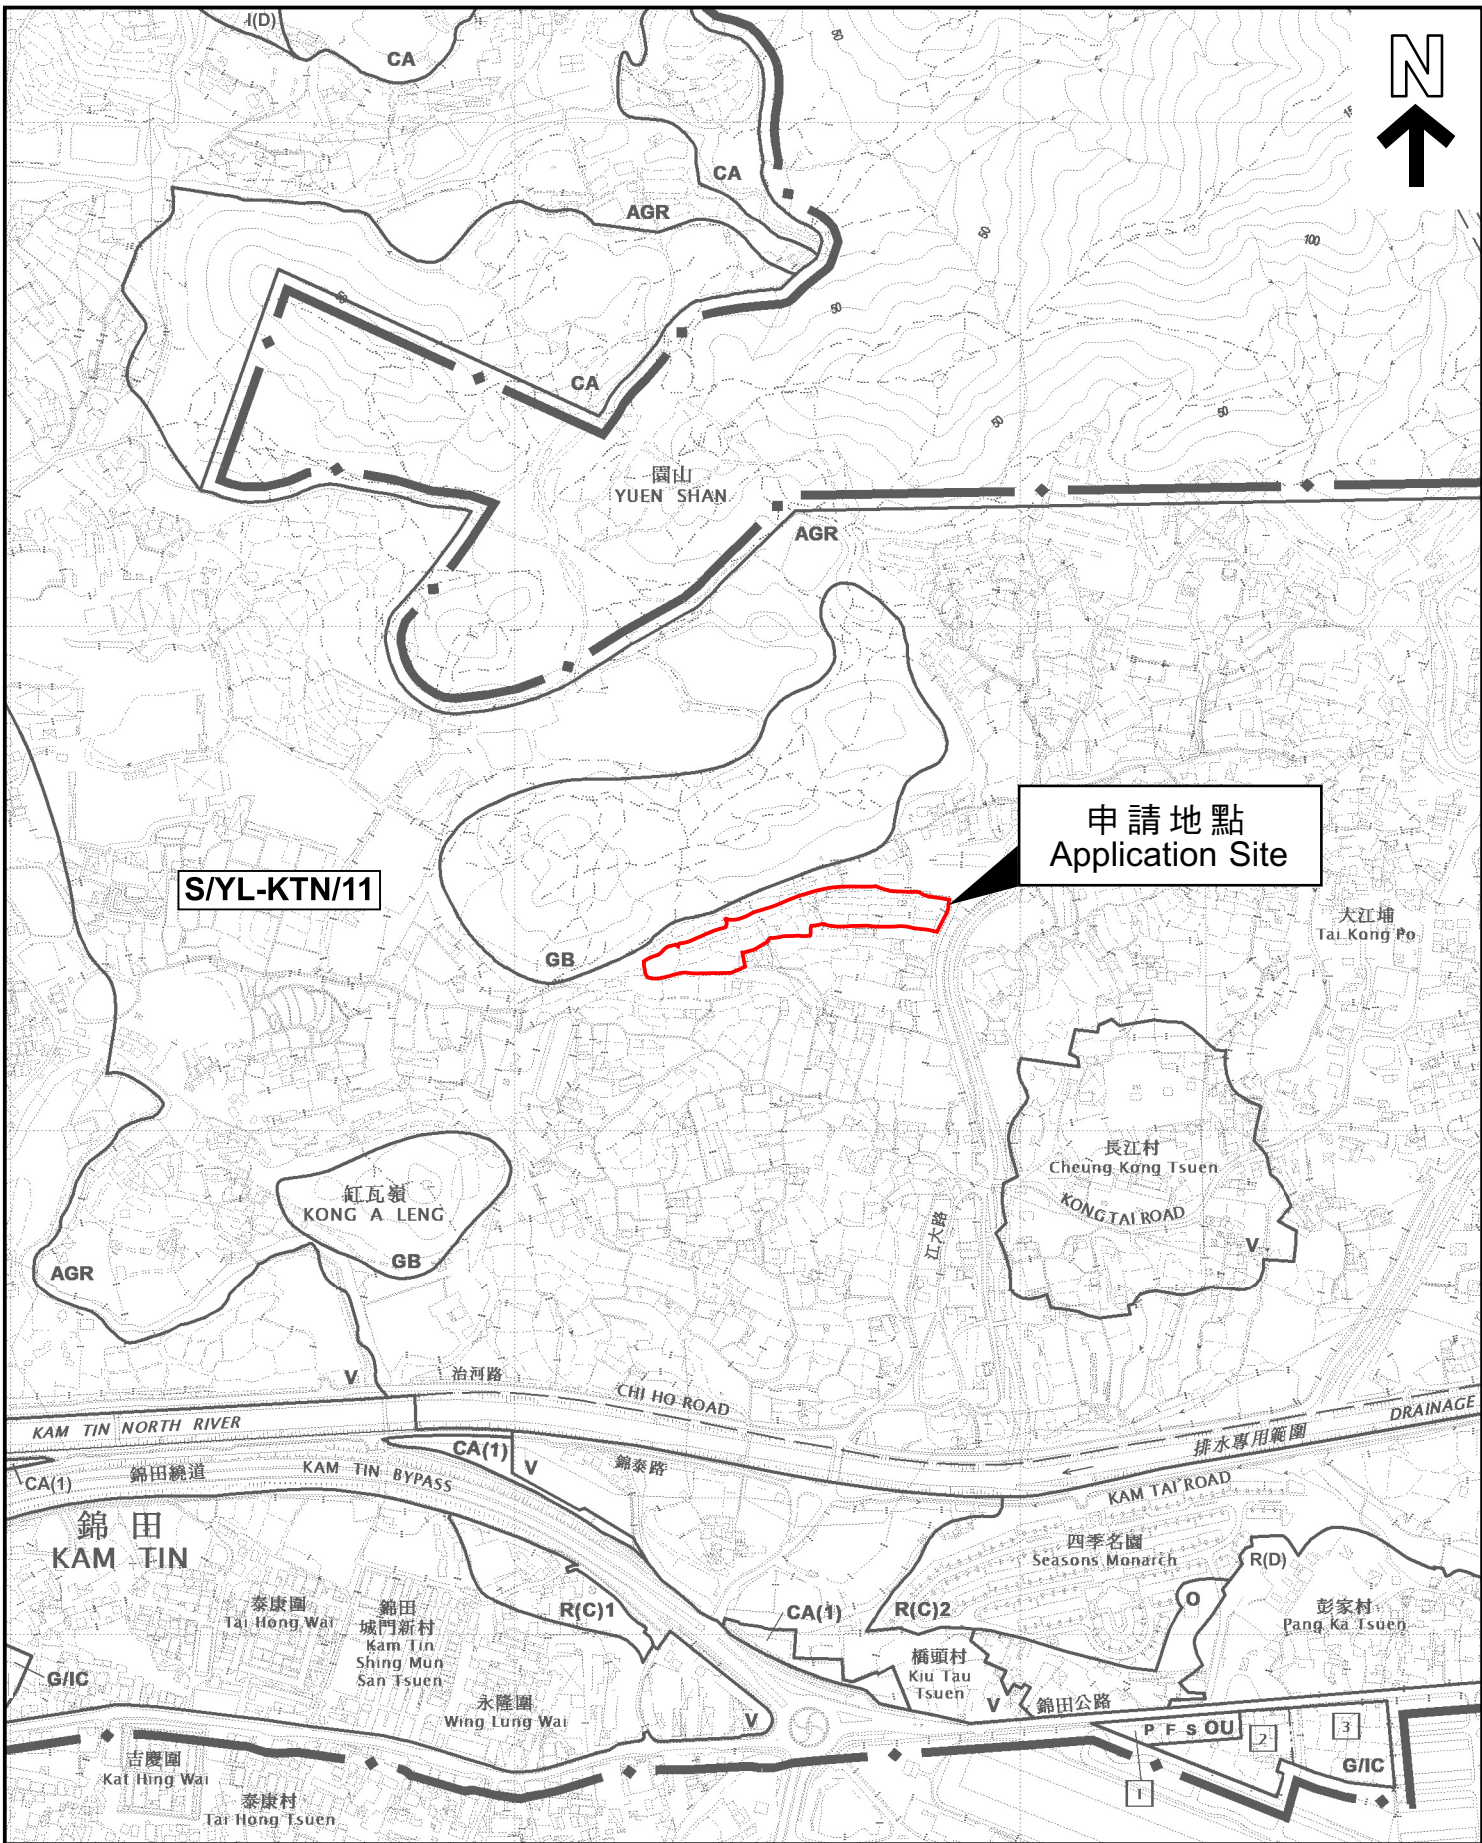 I(D)
CA
50
N
15
CA
AGR
50
100
50
50
CA
50
50
園山
YUEN SHAN
AGR
申請地點
Application Site
S/YL-KTN/11
大江埔
Tai Kong Po
GB
長江村
Cheung Kong Tsuen
KONG TAI ROAD
V
缸瓦嶺
KONG A LENG
GB
AGR
江大路
V
治河路
CHI HO ROAD
KAM TIN NORTH RIVER
DRAINAGE
排水專用範圍
CA(1)
V
錦泰路
CA(1)
錦田繞道
KAM TIN BYPASS
KAM TAI ROAD
錦 田
KAM TIN
四季名園
Seasons Monarch
R(D)
泰康圍
Tai Hong Wai
錦田
城門新村
Kam Tin
Shing Mun
San Tsuen
R(C)1
CA(1)
R(C)2
O
彭家村
Pang Ka Tsuen
橋頭村
Kiu Tau
Tsuen
G/IC
永隆圍
Wing Lung Wai
V
V
錦田公路
P F S OU
2
3
G/IC
吉慶圍
Kat Hing Wai
1
泰康村
Tai Hong Tsuen